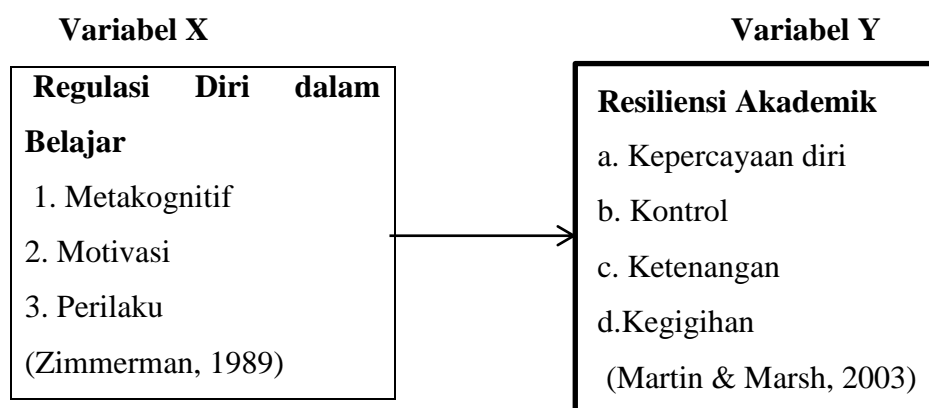 Variabel X
Regulasi Diri dalam
Belajar
1. Metakognitif
2. Motivasi
3. Perilaku
(Zimmerman, 1989)
Variabel Y
Resiliensi Akademik
a. Kepercayaan diri
b. Kontrol
c. Ketenangan
d.Kegigihan
(Martin & Marsh, 2003)